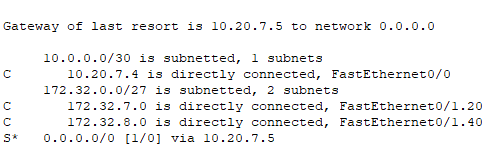 Gateway of last resort is 10.20.7.5 to network 0.0.0.0
10.0.0.0/30 is subnetted, 1 subnets
C 10.20.7.4 is directly connected, FastEthernet0/0
172.32.0.0/27 is subnetted, 2 subnets
C 172.32.7.0 is directly connected, FastEthernet0/1.20
C 172.32.8.0 is directly connected, FastEthernet0/1.40
S* 0.0.0.0/0 [1/0] via 10.20.7.5